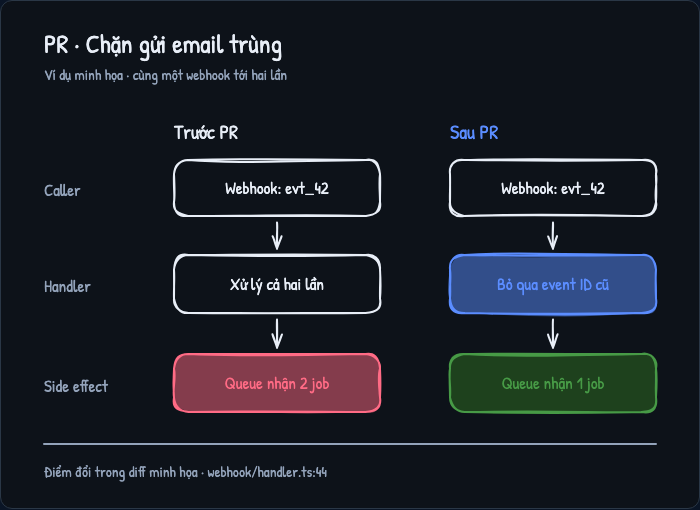 PR · Chặn gửi email trùng
Ví dụ minh họa · cùng một webhook tới hai lần
Trước PR
Sau PR
Caller
Webhook: evt_42
Webhook: evt_42
Handler
Xử lý cả hai lần
Bỏ qua event ID cũ
Side effect
Queue nhận 2 job
Queue nhận 1 job
Điểm đổi trong diff minh họa · webhook/handler.ts:44